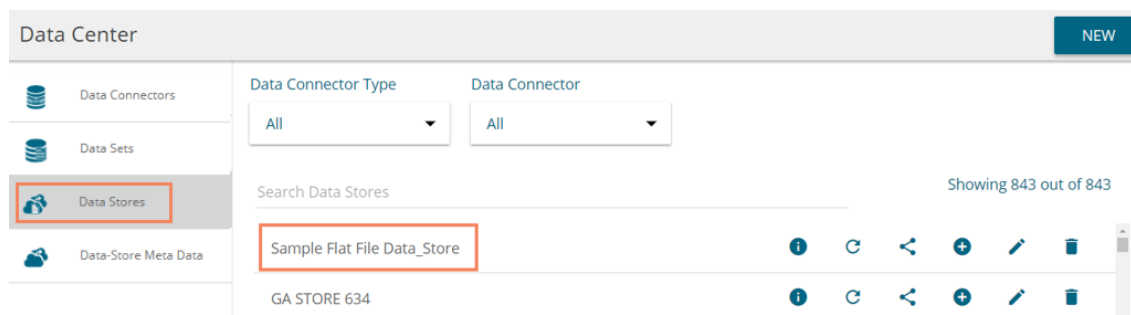 Data Center
NEW
Data Connectors
Data Sets
Data Stores
Data-Store Meta Data
Data Connector Type
Data Connector
All
All
Search Data Stores
Showing 843 out of 843
Sample Flat File Data_Store
GA STORE 634